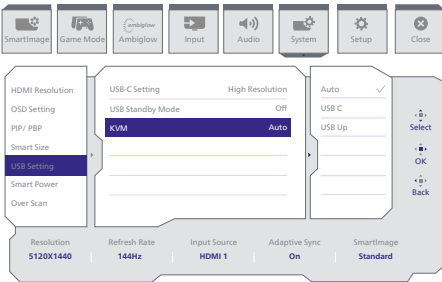 SmartImage
Game Mode
ambiglow
Ambiglow
Input
Audio
System
Setup
Close
HDMI Resolution
OSD Setting
PIP/ PBP
Smart Size
USB Setting
Smart Power
Over Scan
USB-C Setting High Resolution
USB Standby Mode Off
KVM Auto
Auto
USB C
USB Up
Select
OK
Back
Resolution Refresh Rate Input Source Adaptive Sync SmartImage
5120X1440 144Hz HDMI 1 On Standard